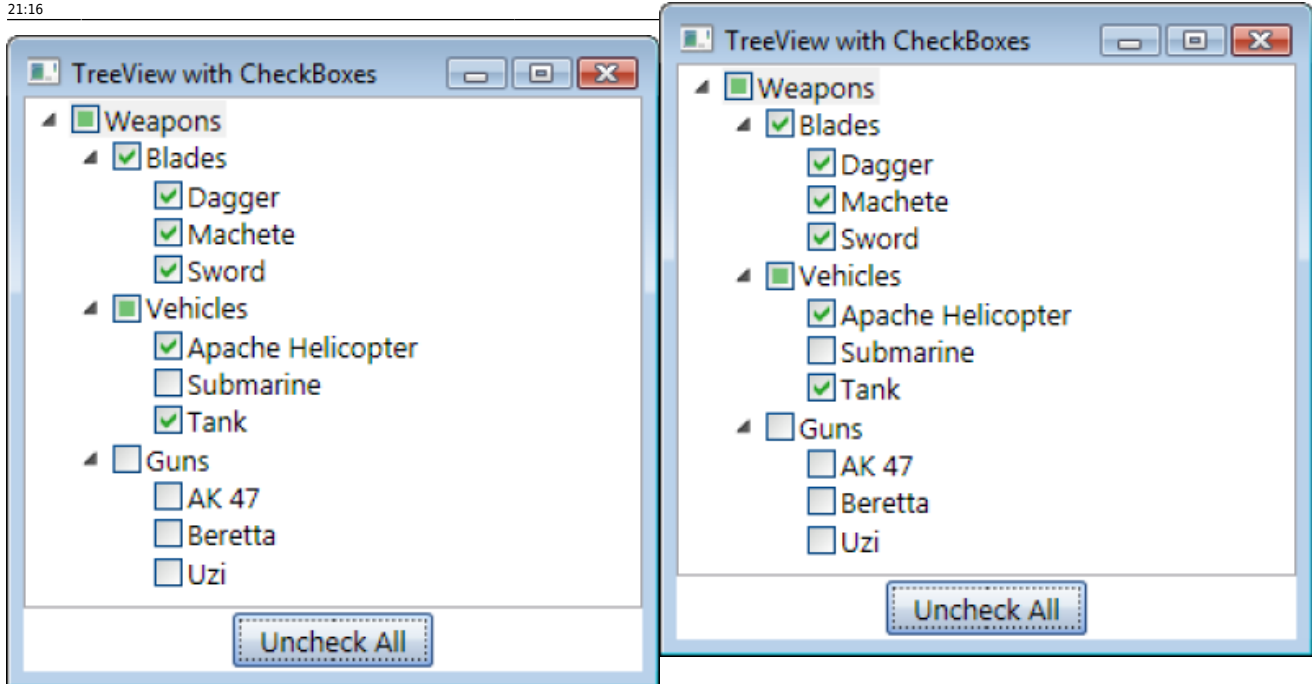 21:16
TreeView with CheckBoxes
Weapons
Blades
Dagger
Machete
Sword
Vehicles
Apache Helicopter
Submarine
Tank
Guns
AK 47
Beretta
Uzi
Uncheck All
TreeView with CheckBoxes
Weapons
Blades
Dagger
Machete
Sword
Vehicles
Apache Helicopter
Submarine
Tank
Guns
AK 47
Beretta
Uzi
Uncheck All